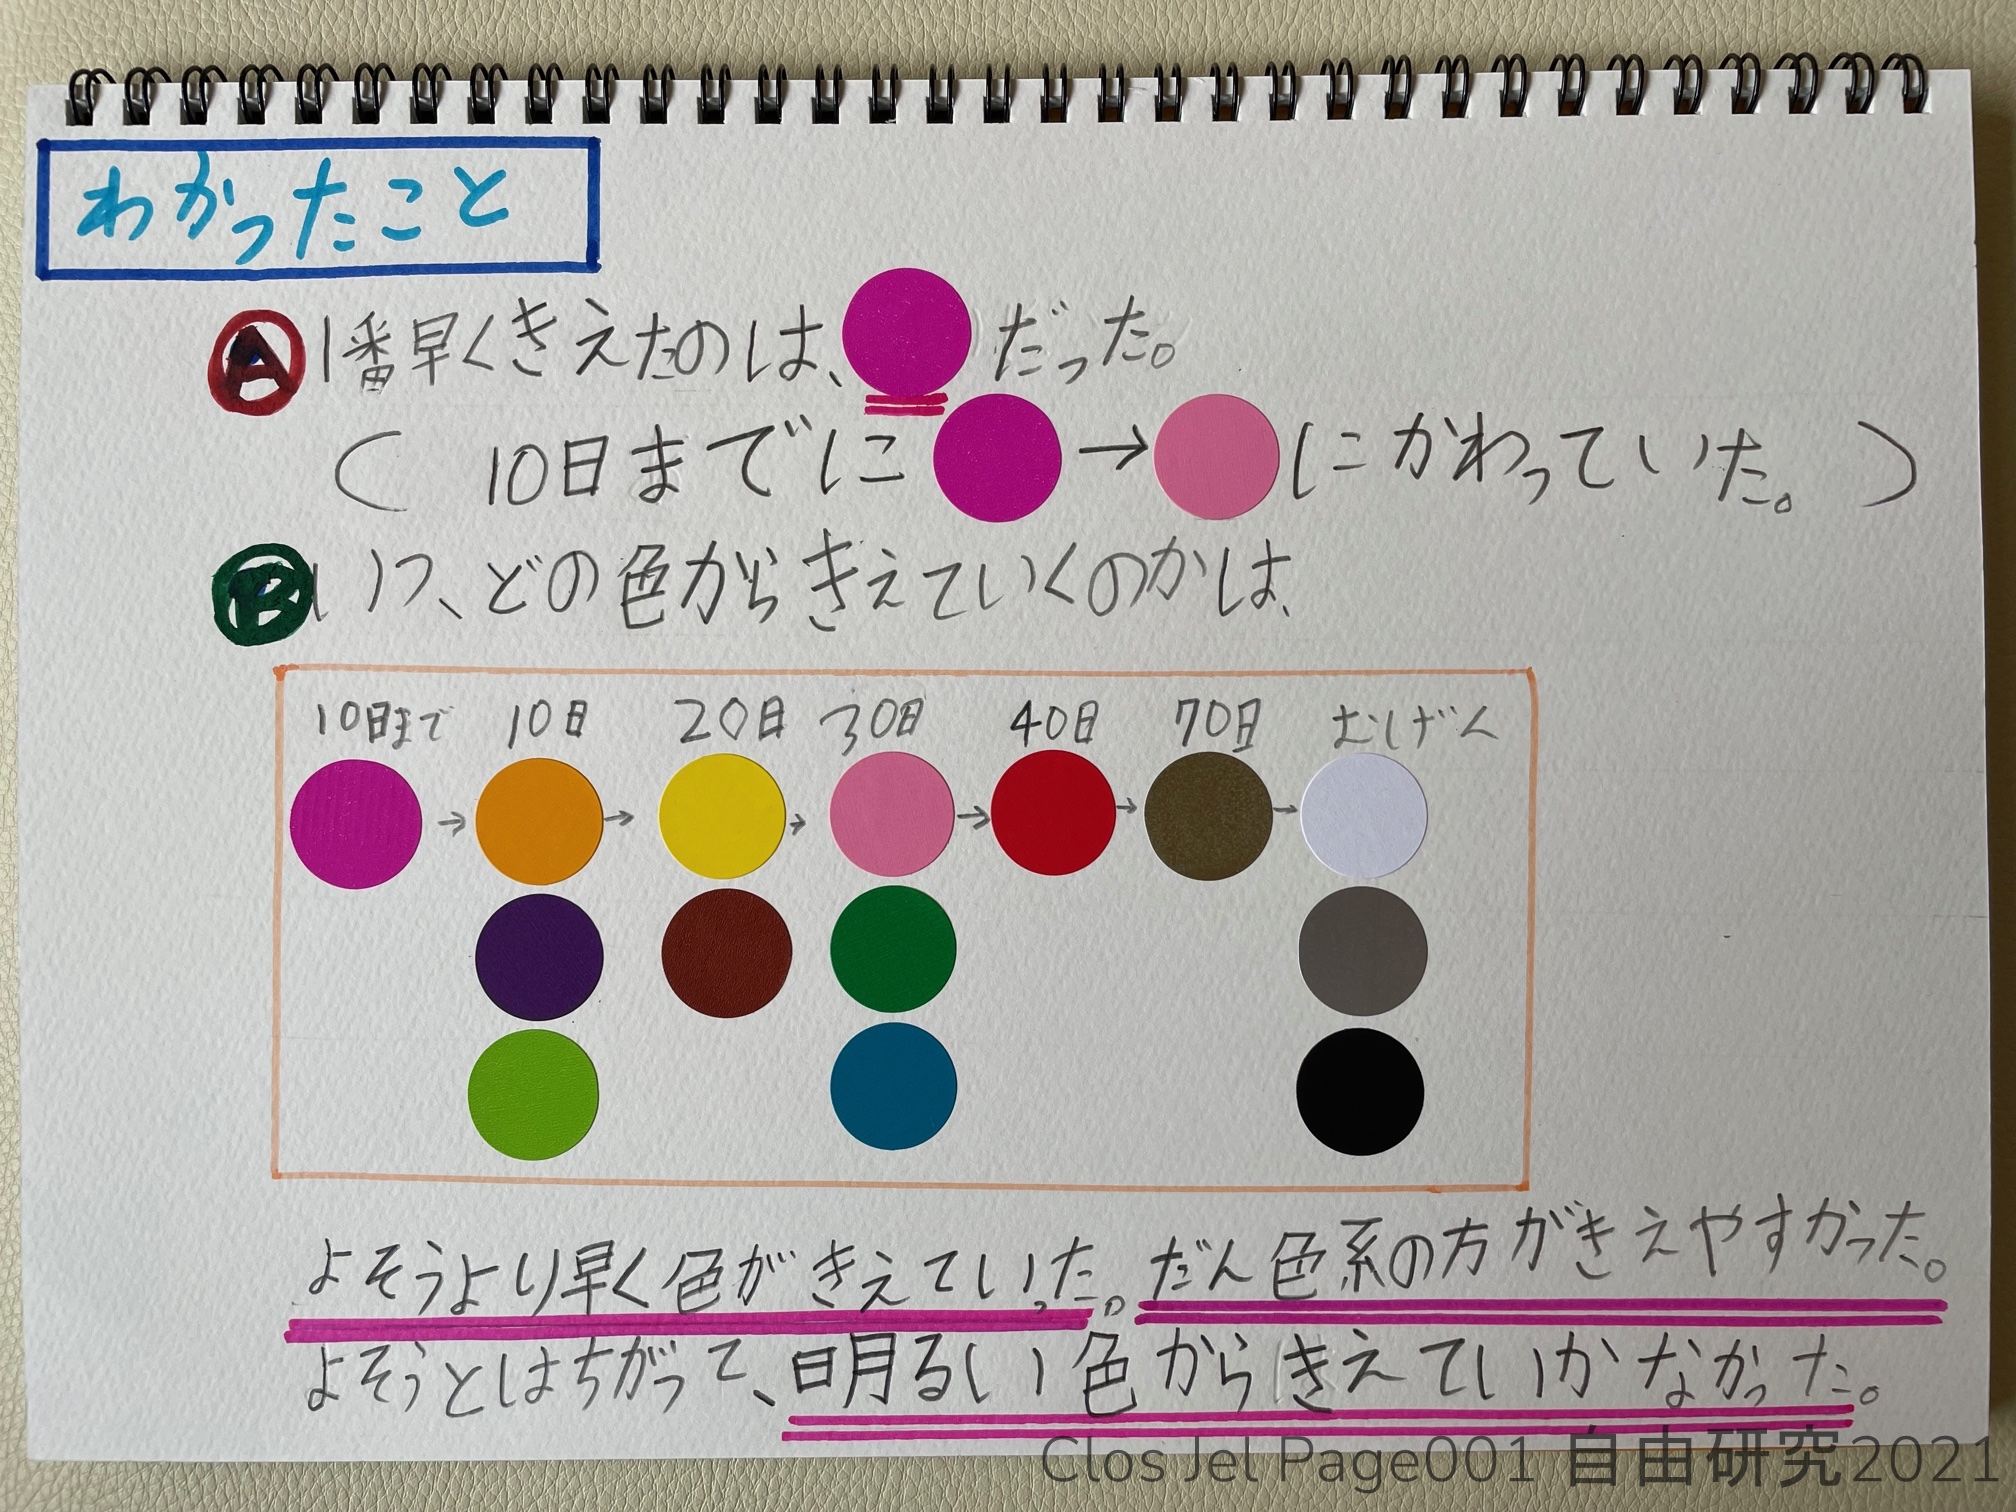 わかったこと
A 1番早くきえたのは、だった。
(10日までに→にかわっていた。)
B いつ、どの色からきえていくのかは、
10日まで 10日 20日 30日 40日 70日 むげん
→ → → → → →
よそうより早く色がきえていった。だん色系の方がきえやすかった。
よそうとはちがって、明るい色からきえていかなかった。
Clos Jel Page001 自由研究2021